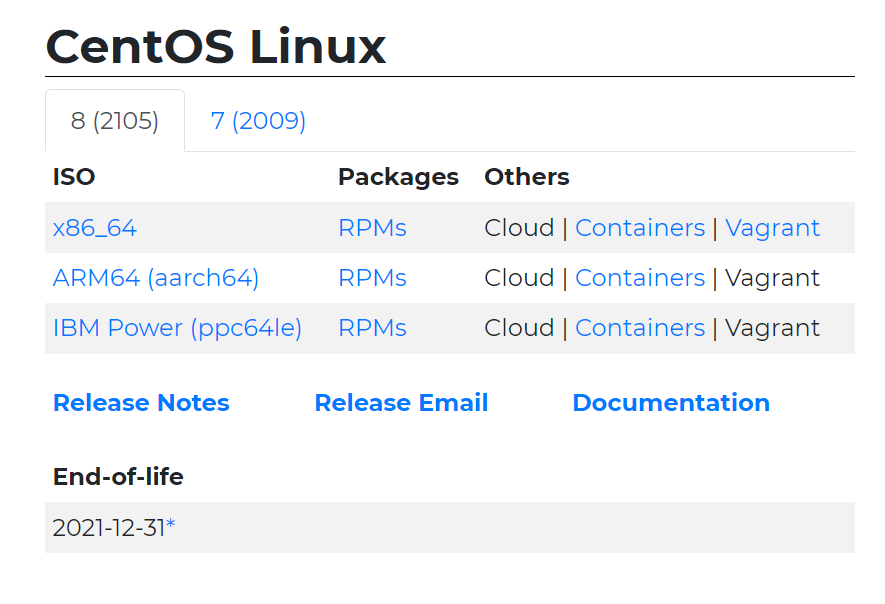 CentOS Linux
8 (2105) 7 (2009)
ISO Packages Others
x86_64 RPMs Cloud | Containers | Vagrant
ARM64 (aarch64) RPMs Cloud | Containers | Vagrant
IBM Power (ppc64le) RPMs Cloud | Containers | Vagrant
Release Notes Release Email Documentation
End-of-life
2021-12-31*